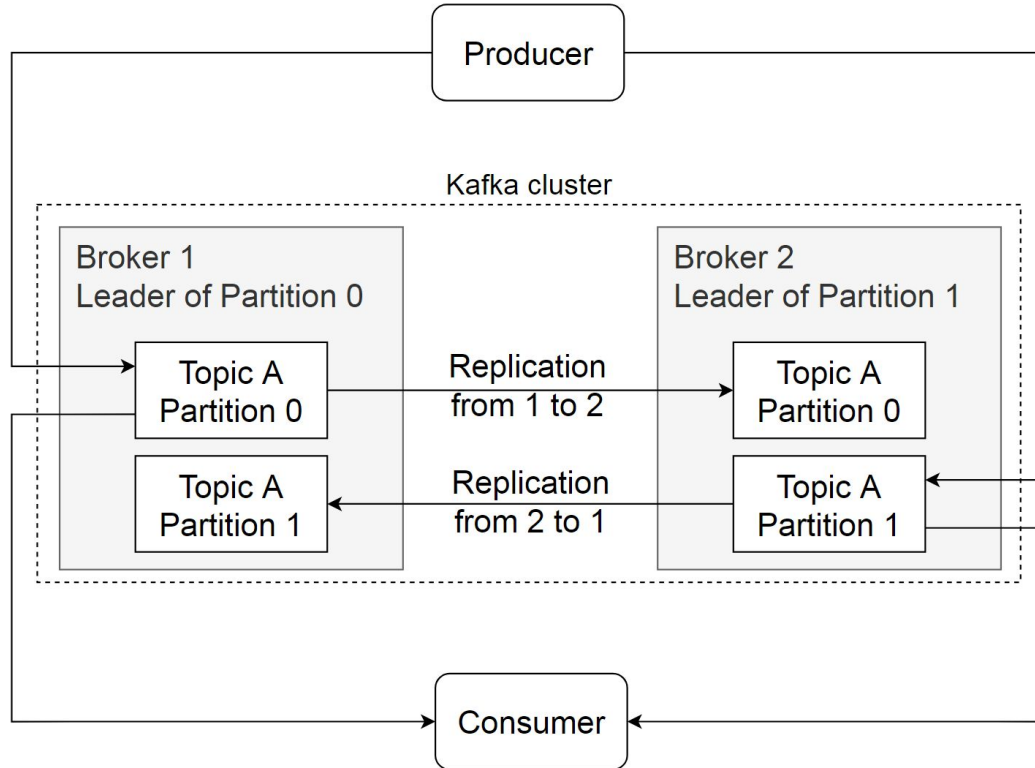 Producer
Kafka cluster
Broker 1
Leader of Partition 0
Broker 2
Leader of Partition 1
Topic A
Partition 0
Replication
from 1 to 2
Topic A
Partition 0
Topic A
Partition 1
Replication
from 2 to 1
Topic A
Partition 1
Consumer